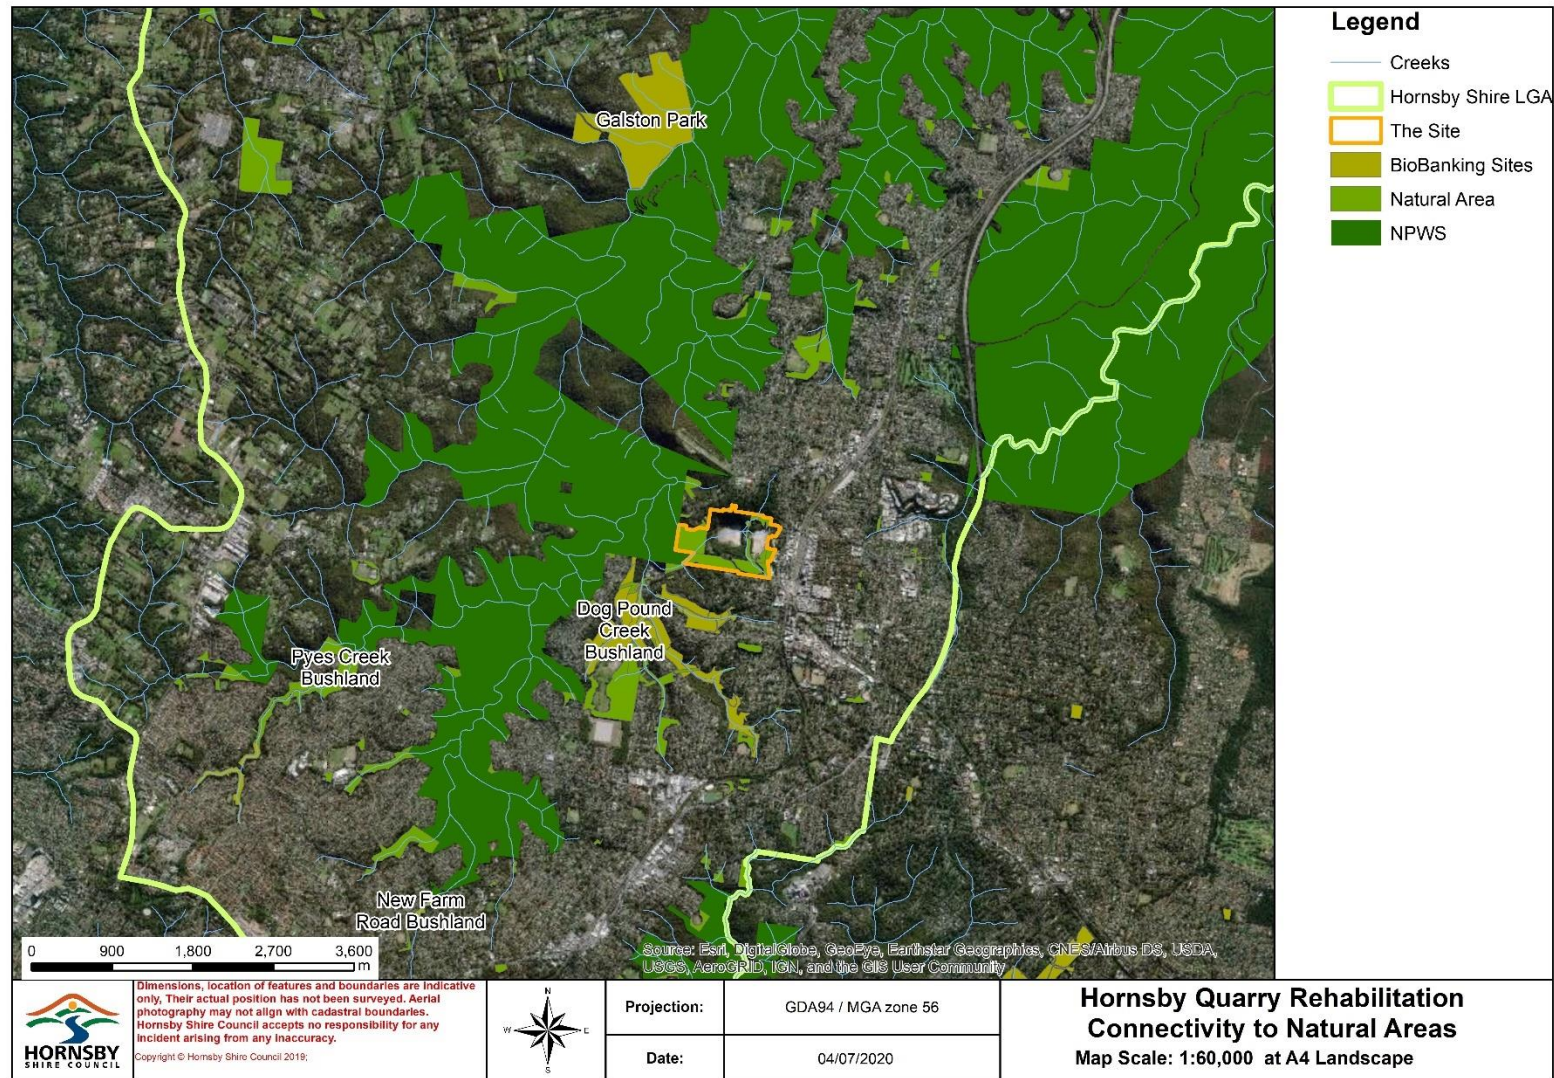 Legend
Creeks
Hornsby Shire LGA
The Site
BioBanking Sites
Natural Area
NPWS
Galston Park
Dog Pound
Creek
Bushland
Pyes Creek
Bushland
New Farm
Road Bushland
0 900 1,800 2,700 3,600
m
Source: Esri, DigitalGlobe, GeoEye, Earthstar Geographics, CNES/Airbus DS, USDA,
USGS, AeroGRID, IGN, and the GIS User Community
HORNSBY
SHIRE COUNCIL
Dimensions, location of features and boundaries are indicative
only, Their actual position has not been surveyed. Aerial
photography may not align with cadastral boundaries.
Hornsby Shire Council accepts no responsibility for any
incident arising from any inaccuracy.
Copyright © Hornsby Shire Council 2019;
N
W E
S
Projection: GDA94 / MGA zone 56
Date: 04/07/2020
Hornsby Quarry Rehabilitation
Connectivity to Natural Areas
Map Scale: 1:60,000 at A4 Landscape